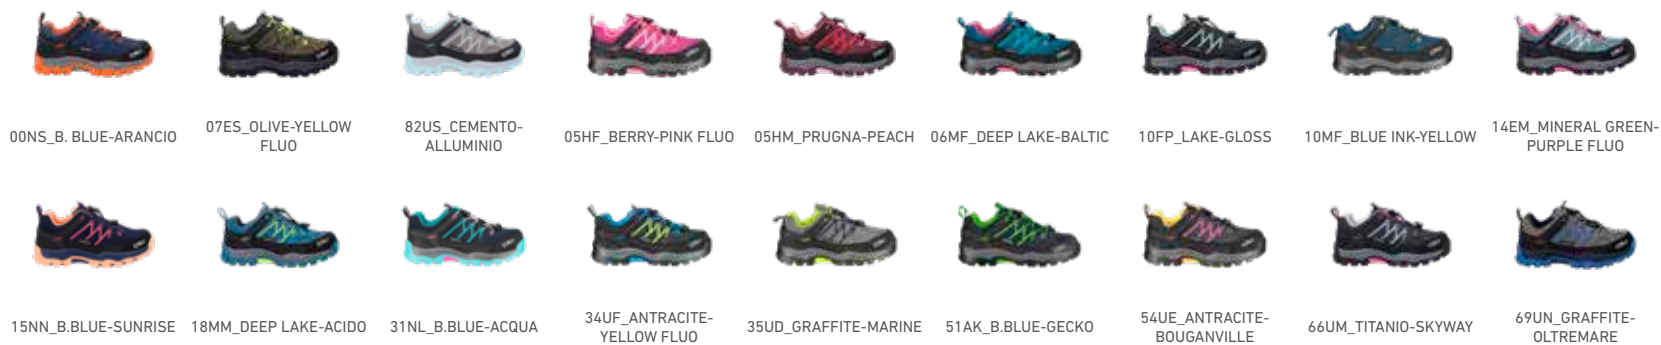 00NS_B. BLUE-ARANCIO
07ES_OLIVE-YELLOW
FLUO
82US_CEMENTO-
ALLUMINIO
05HF_BERRY-PINK FLUO
05HM_PRUGNA-PEACH
06MF_DEEP LAKE-BALTIC
10FP_LAKE-GLOSS
10MF_BLUE INK-YELLOW
14EM_MINERAL GREEN-
PURPLE FLUO
15NN_B.BLUE-SUNRISE
18MM_DEEP LAKE-ACIDO
31NL_B.BLUE-ACQUA
34UF_ANTRACITE-
YELLOW FLUO
35UD_GRAFFITE-MARINE
51AK_B.BLUE-GECKO
54UE_ANTRACITE-
BOUGANVILLE
66UM_TITANIO-SKYWAY
69UN_GRAFFITE-
OLTREMARE